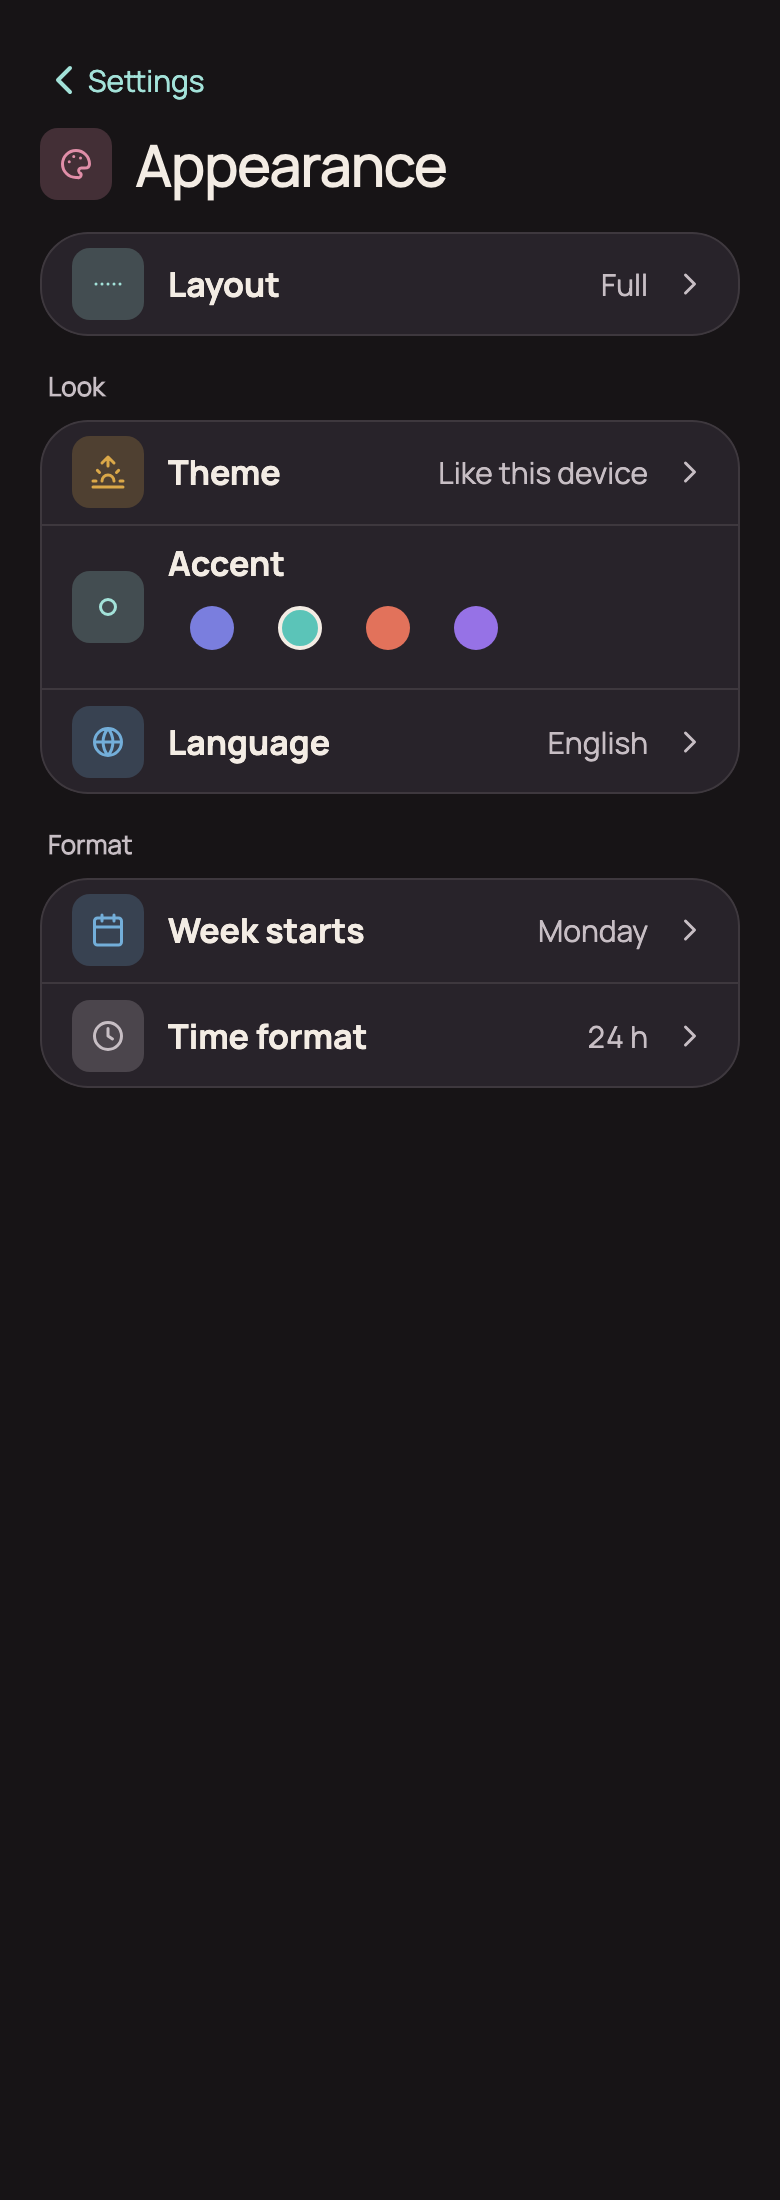 Settings
Appearance
Layout Full
Look
Theme Like this device
Accent
Language English
Format
Week starts Monday
Time format 24 h